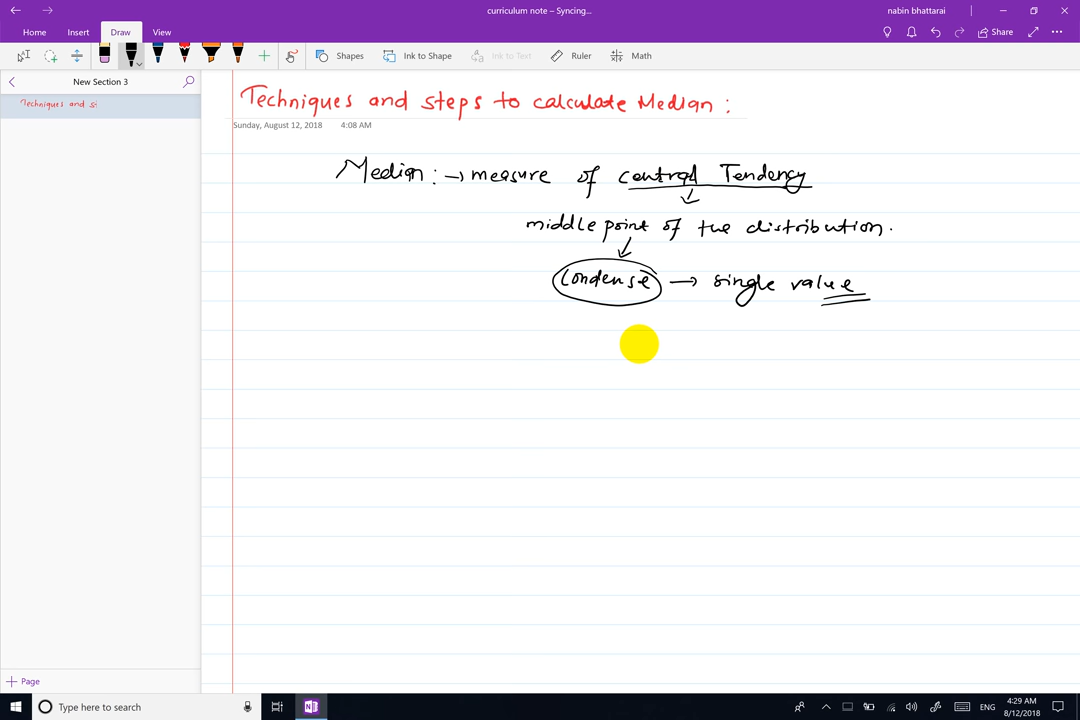 curriculum note – Syncing...
nabin bhattarai
Home Insert Draw View
Share
Shapes Ink to Shape Ink to Text Ruler Math
New Section 3
Techniques and st
Techniques and steps to calculate Median :
Sunday, August 12, 2018 4:08 AM
Median : → measure of central Tendency
middle point of the distribution.
Condense → single value
Page
Type here to search
ENG
4:29 AM
8/12/2018